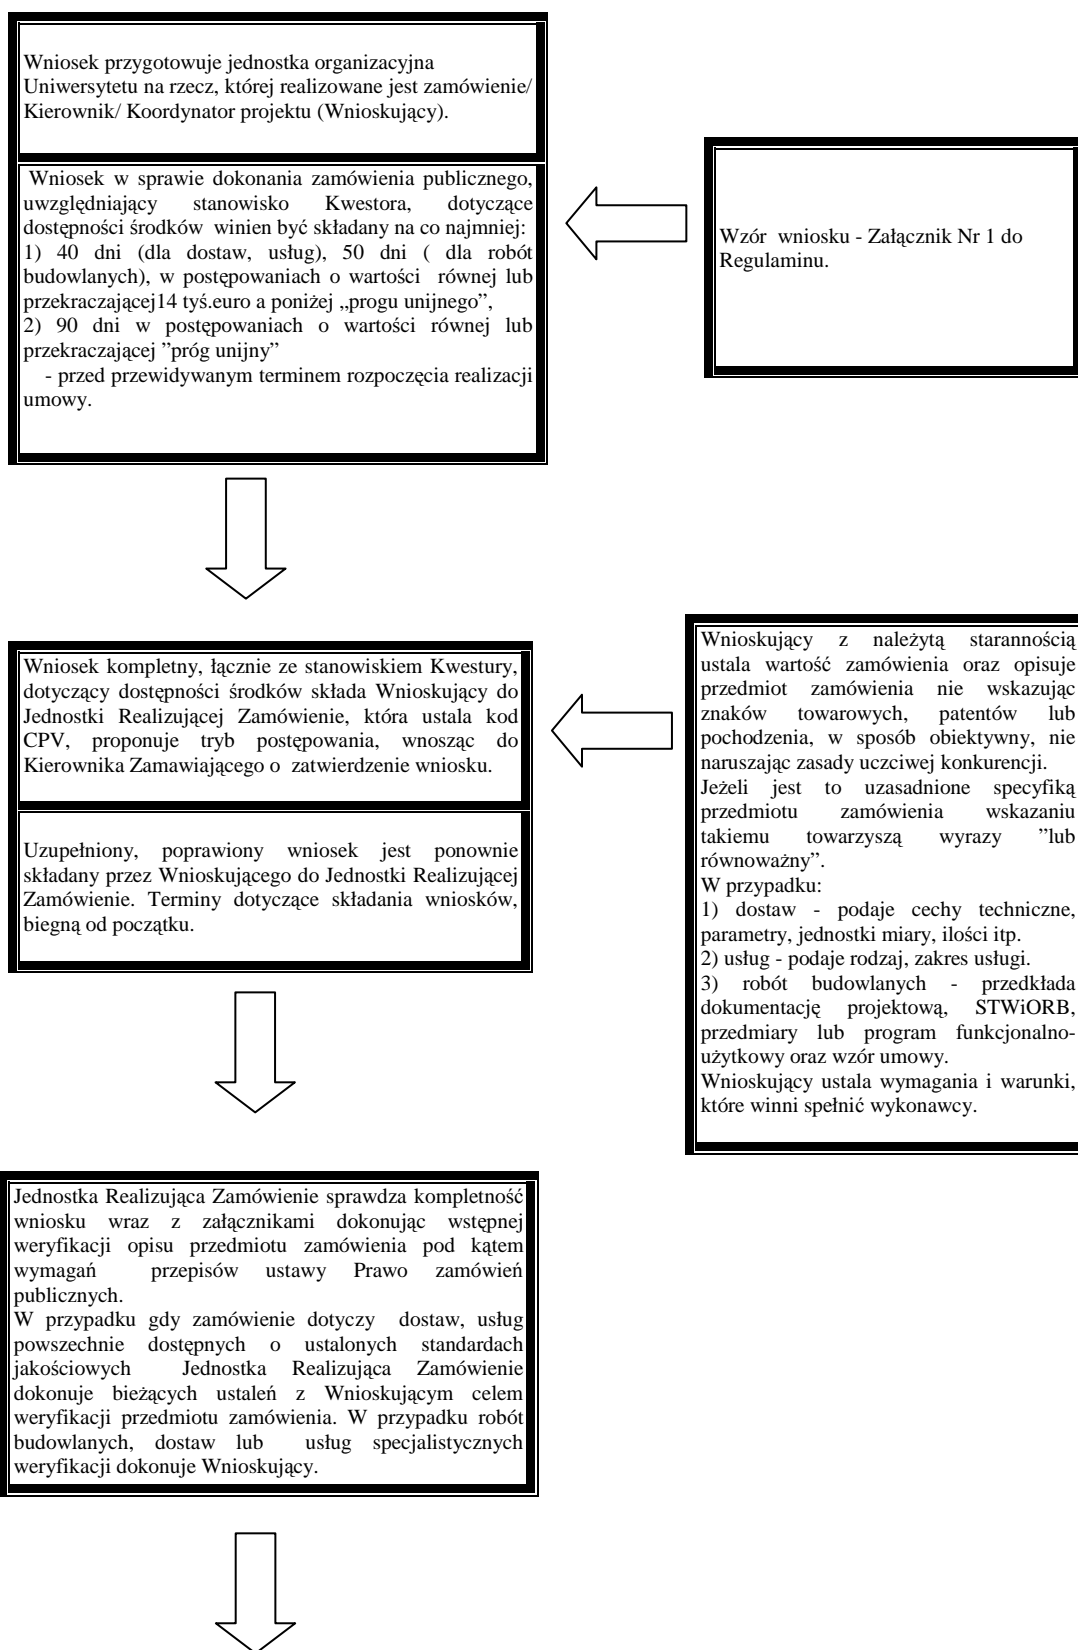 Wniosek przygotowuje jednostka organizacyjna
Uniwersytetu na rzecz, której realizowane jest zamówienie/
Kierownik/ Koordynator projektu (Wnioskujący).
Wniosek w sprawie dokonania zamówienia publicznego,
uwzględniający stanowisko Kwestora, dotyczące
dostępności środków winien być składany na co najmniej:
1) 40 dni (dla dostaw, usług), 50 dni ( dla robót
budowlanych), w postępowaniach o wartości równej lub
przekraczającej14 tyś.euro a poniżej „progu unijnego”,
2) 90 dni w postępowaniach o wartości równej lub
przekraczającej ”próg unijny”
- przed przewidywanym terminem rozpoczęcia realizacji
umowy.
Wzór wniosku - Załącznik Nr 1 do
Regulaminu.
Wniosek kompletny, łącznie ze stanowiskiem Kwestury,
dotyczący dostępności środków składa Wnioskujący do
Jednostki Realizującej Zamówienie, która ustala kod
CPV, proponuje tryb postępowania, wnosząc do
Kierownika Zamawiającego o zatwierdzenie wniosku.
Uzupełniony, poprawiony wniosek jest ponownie
składany przez Wnioskującego do Jednostki Realizującej
Zamówienie. Terminy dotyczące składania wniosków,
biegną od początku.
Wnioskujący z należytą starannością
ustala wartość zamówienia oraz opisuje
przedmiot zamówienia nie wskazując
znaków towarowych, patentów lub
pochodzenia, w sposób obiektywny, nie
naruszając zasady uczciwej konkurencji.
Jeżeli jest to uzasadnione specyfiką
przedmiotu zamówienia wskazaniu
takiemu towarzyszą wyrazy ”lub
równoważny”.
W przypadku:
1) dostaw - podaje cechy techniczne,
parametry, jednostki miary, ilości itp.
2) usług - podaje rodzaj, zakres usługi.
3) robót budowlanych - przedkłada
dokumentację projektową, STWiORB,
przedmiary lub program funkcjonalno-
użytkowy oraz wzór umowy.
Wnioskujący ustala wymagania i warunki,
które winni spełnić wykonawcy.
Jednostka Realizująca Zamówienie sprawdza kompletność
wniosku wraz z załącznikami dokonując wstępnej
weryfikacji opisu przedmiotu zamówienia pod kątem
wymagań przepisów ustawy Prawo zamówień
publicznych.
W przypadku gdy zamówienie dotyczy dostaw, usług
powszechnie dostępnych o ustalonych standardach
jakościowych Jednostka Realizująca Zamówienie
dokonuje bieżących ustaleń z Wnioskującym celem
weryfikacji przedmiotu zamówienia. W przypadku robót
budowlanych, dostaw lub usług specjalistycznych
weryfikacji dokonuje Wnioskujący.